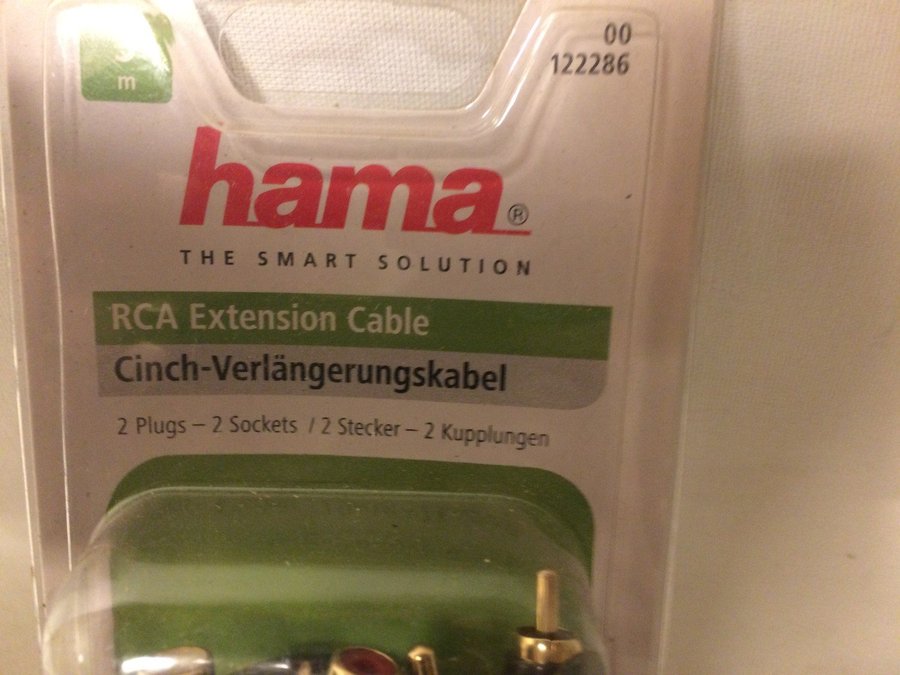 m
00
122286
hama®
THE SMART SOLUTION
RCA Extension Cable
Cinch-Verlängerungskabel
2 Plugs – 2 Sockets / 2 Stecker – 2 Kupplungen